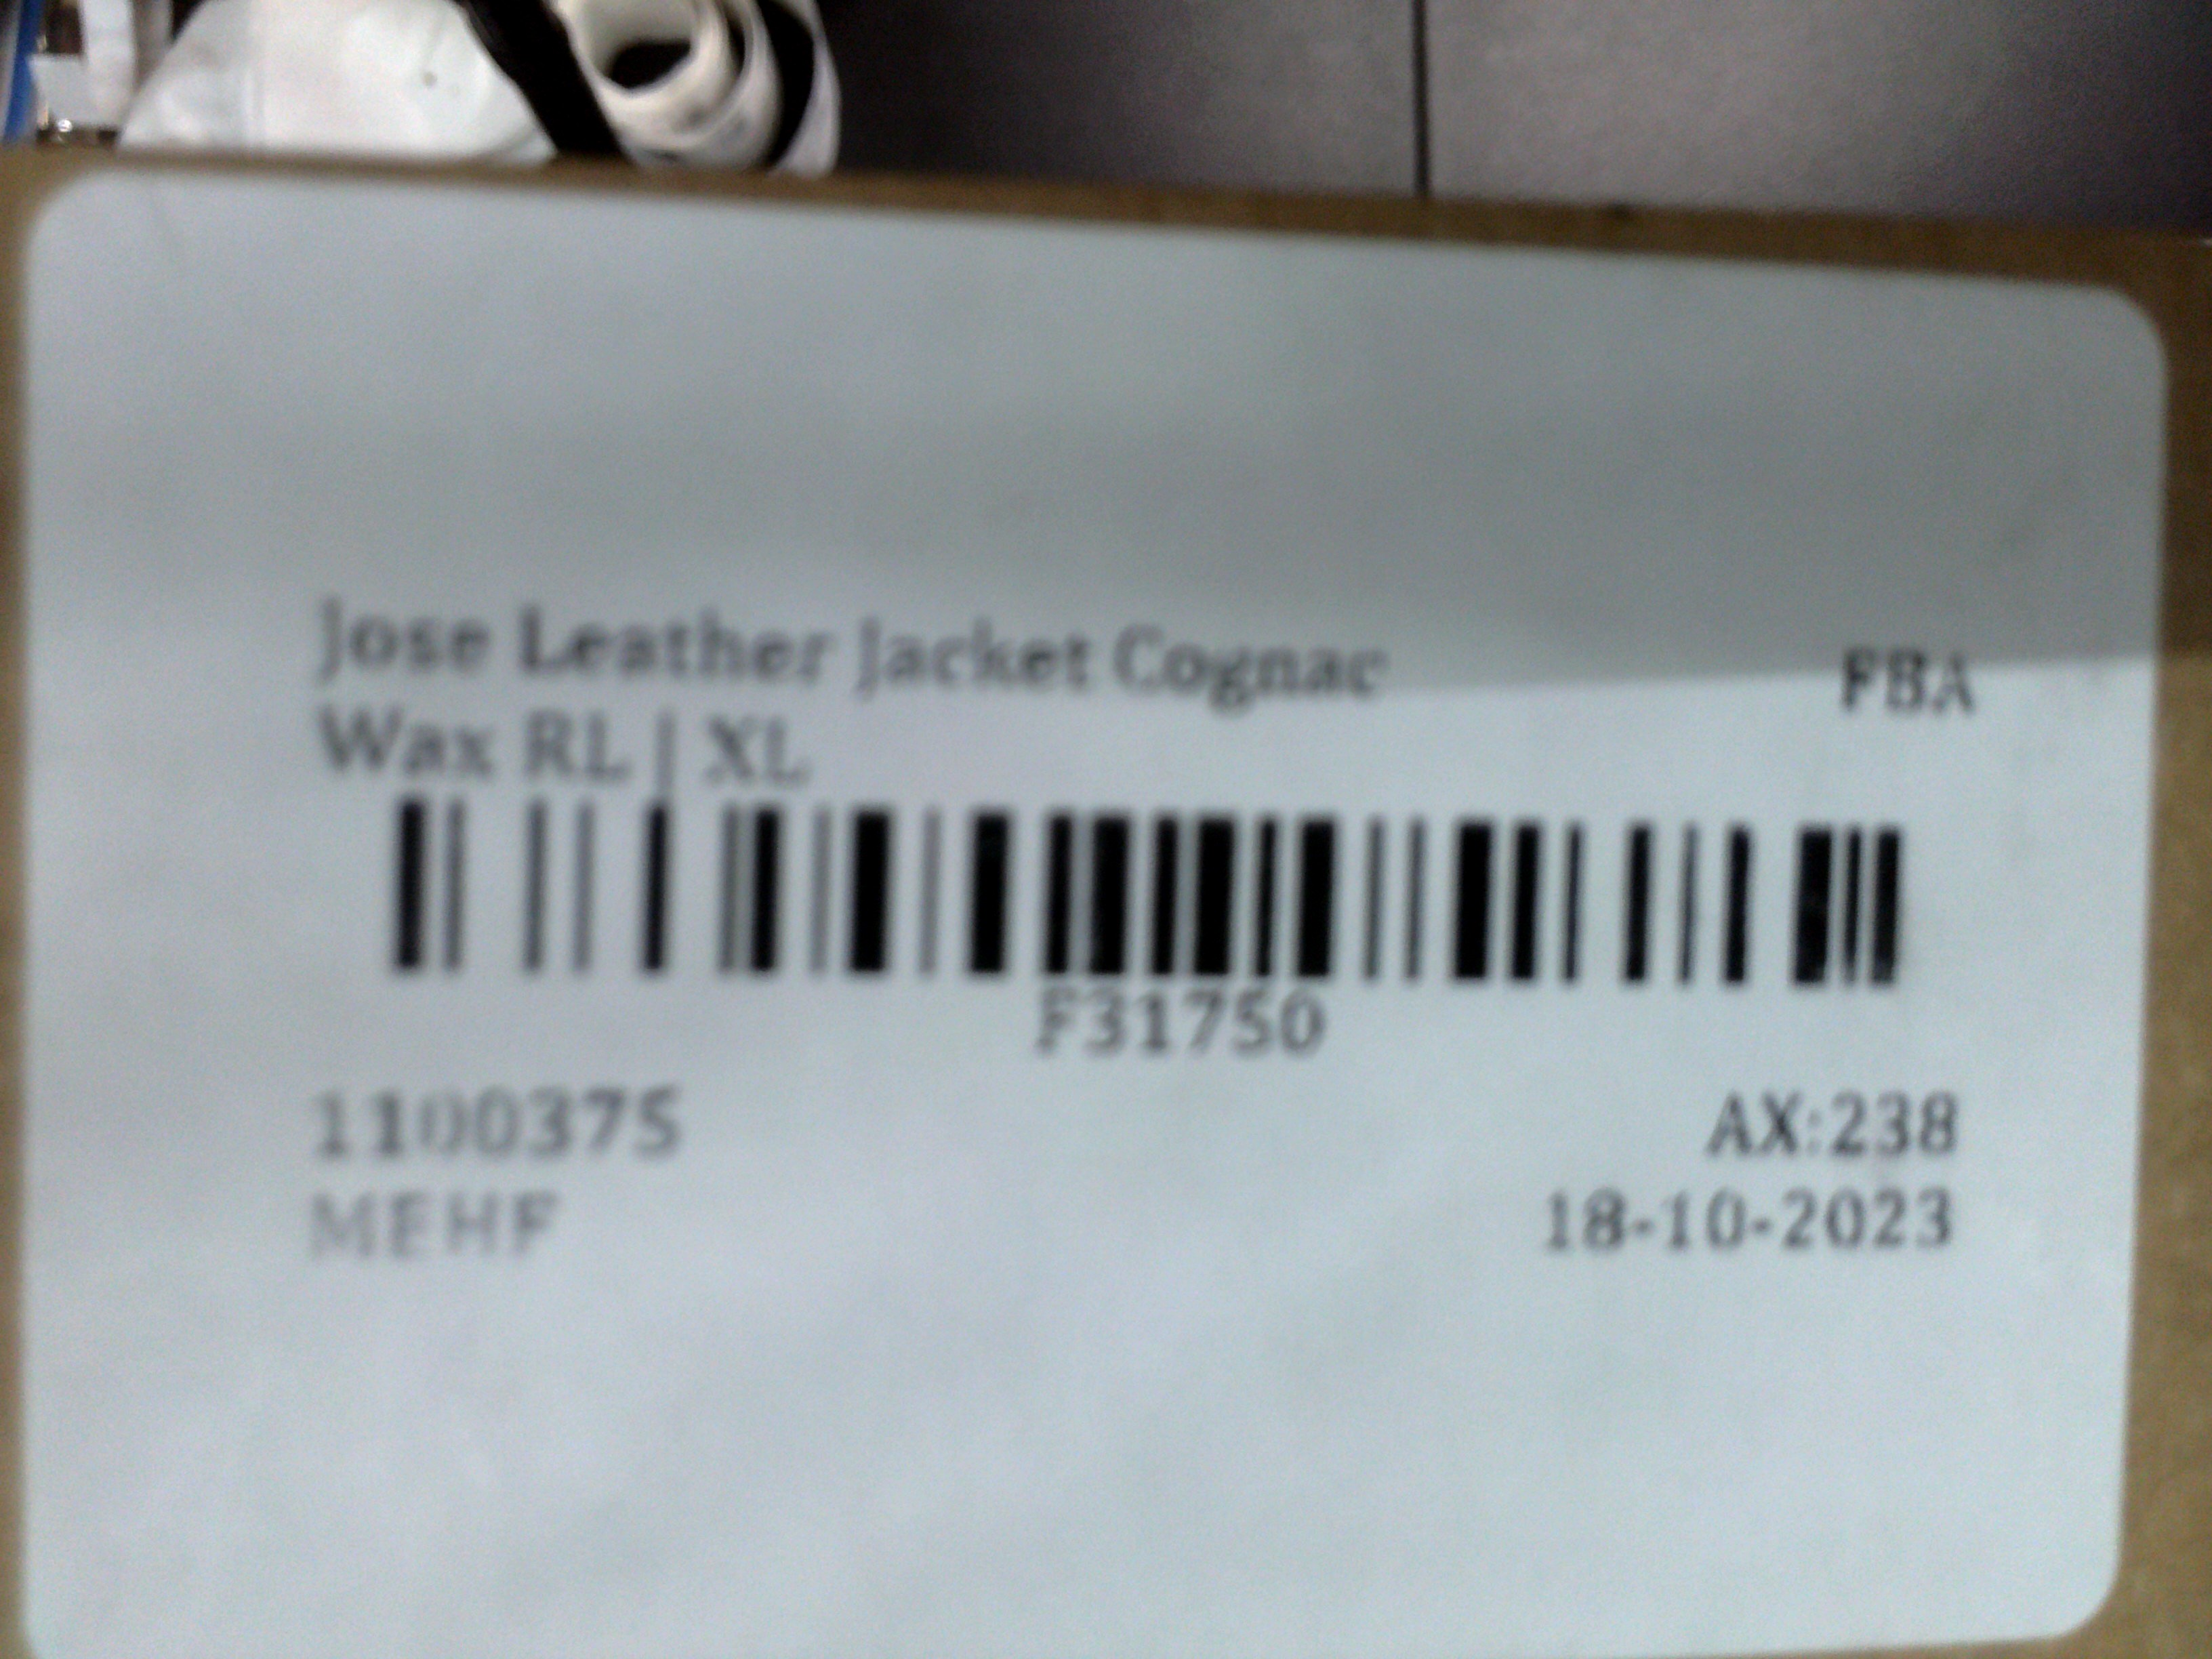 Jose Leather Jacket Cognac
Wax RL | XL
FBA
F31750
1100375
AX:238
MEHF
18-10-2023